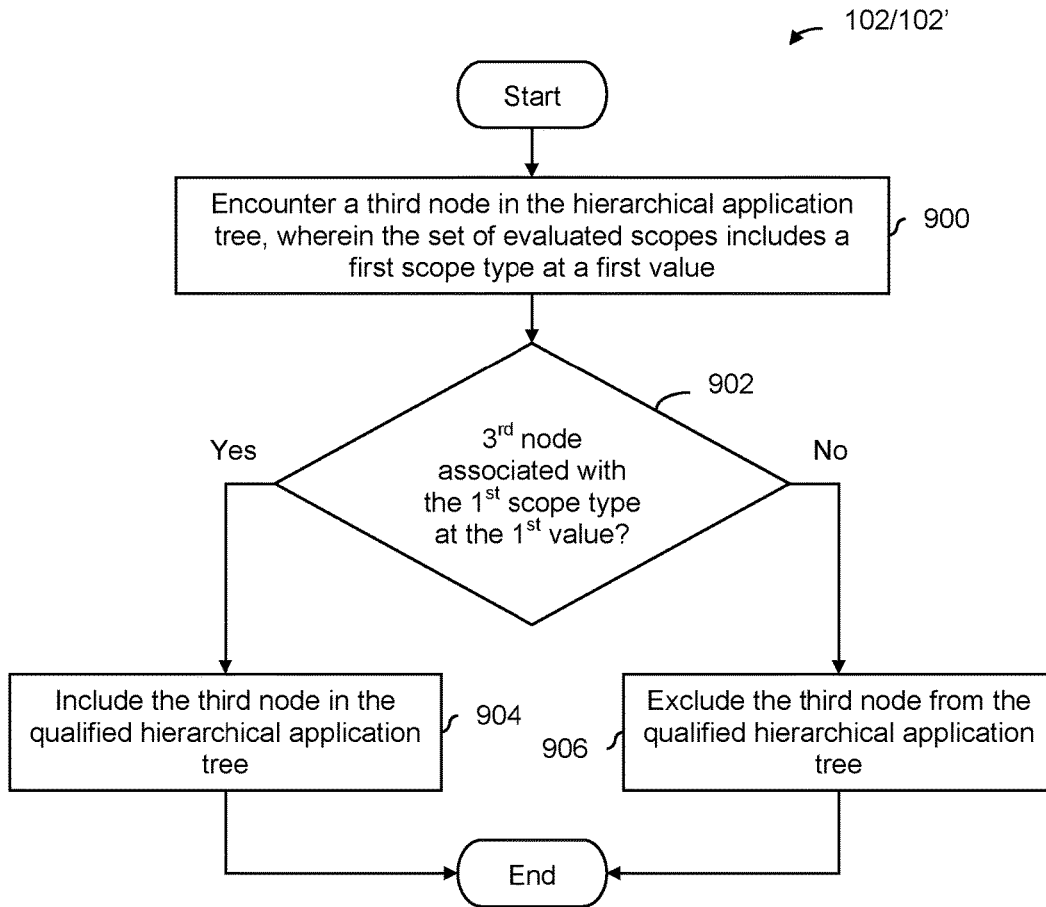 102/102’
Start
Encounter a third node in the hierarchical application
tree, wherein the set of evaluated scopes includes a
first scope type at a first value
900
902
3rd node
associated with
the 1st scope type
at the 1st value?
Yes
No
Include the third node in the
qualified hierarchical application
tree
904
Exclude the third node from the
qualified hierarchical application
tree
906
End